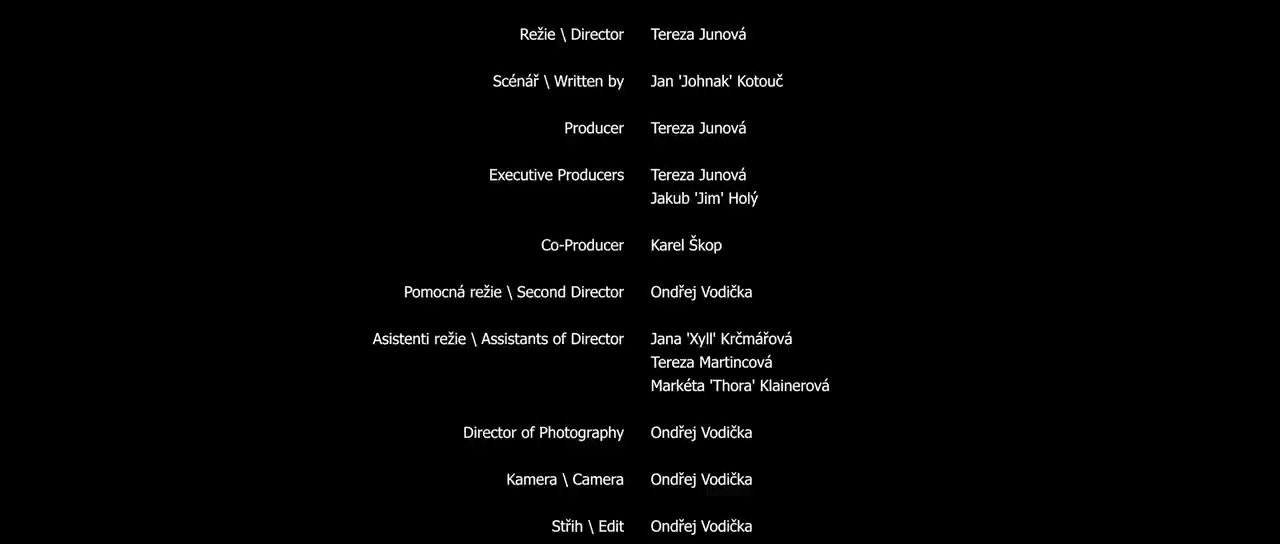 Režie \ Director Tereza Junová
Scénář \ Written by Jan 'Johnak' Kotouč
Producer Tereza Junová
Executive Producers Tereza Junová
Jakub 'Jim' Holý
Co-Producer Karel Škop
Pomocná režie \ Second Director Ondřej Vodička
Asistenti režie \ Assistants of Director Jana 'Xyll' Krčmářová
Tereza Martincová
Markéta 'Thora' Klainerová
Director of Photography Ondřej Vodička
Kamera \ Camera Ondřej Vodička
Střih \ Edit Ondřej Vodička